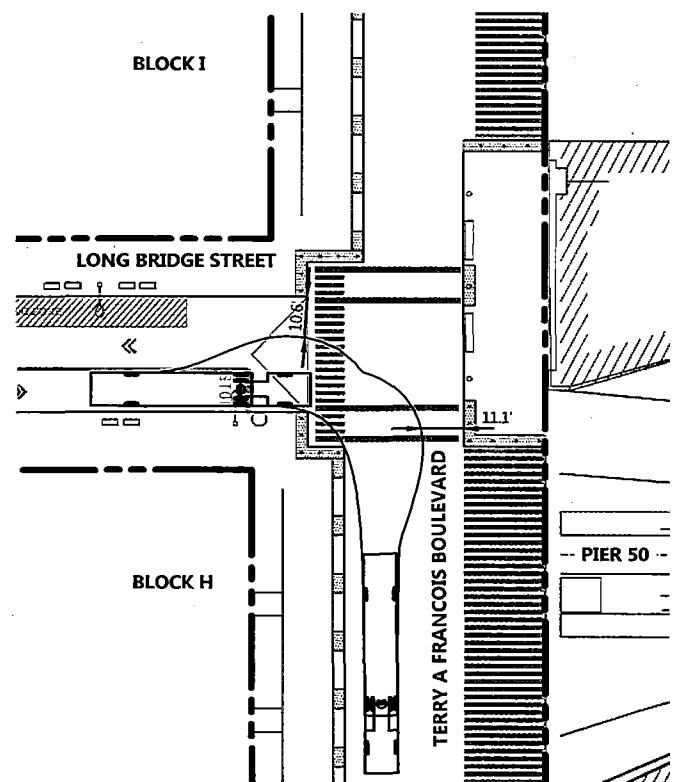 BLOCK I
LONG BRIDGE STREET
10.6'
11.1'
TERRY A FRANCOIS BOULEVARD
PIER 50
BLOCK H